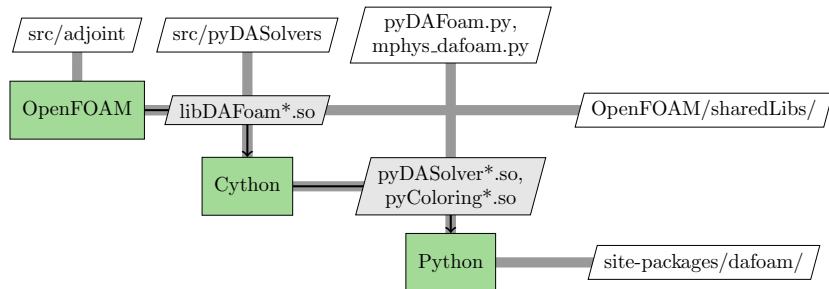 src/adjoint
src/pyDASolvers
pyDAFoam.py,
mphys_dafoam.py
OpenFOAM
libDAFoam*.so
OpenFOAM/sharedLibs/
Cython
pyDASolver*.so,
pyColoring*.so
Python
site-packages/dafoam/